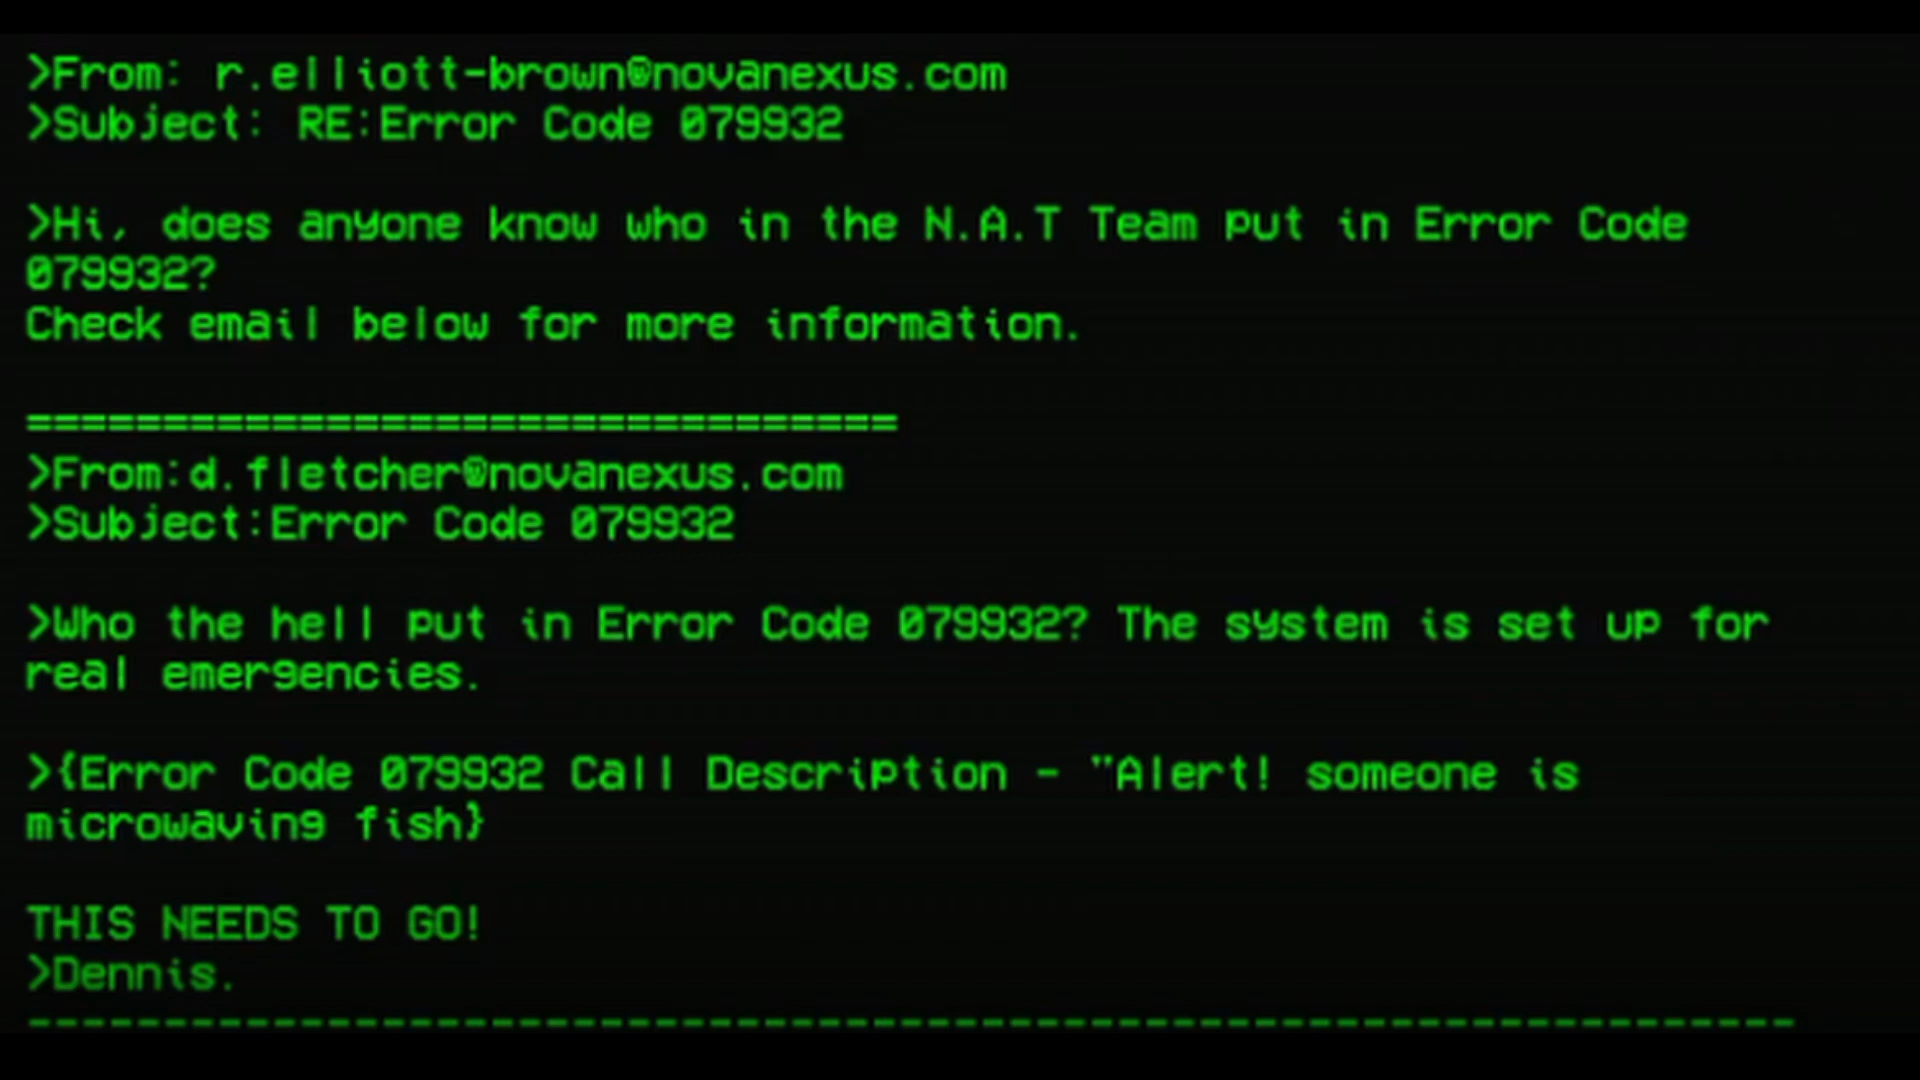 >From: r.elliott-brown@novanexus.com
>Subject: RE:Error Code 079932
>Hi, does anyone know who in the N.A.T Team put in Error Code
079932?
Check email below for more information.
================================
>From:d.fletcher@novanexus.com
>Subject:Error Code 079932
>Who the hell put in Error Code 079932? The system is set up for
real emergencies.
>{Error Code 079932 Call Description - "Alert! someone is
microwaving fish}
THIS NEEDS TO GO!
>Dennis.
-----------------------------------------------------------------